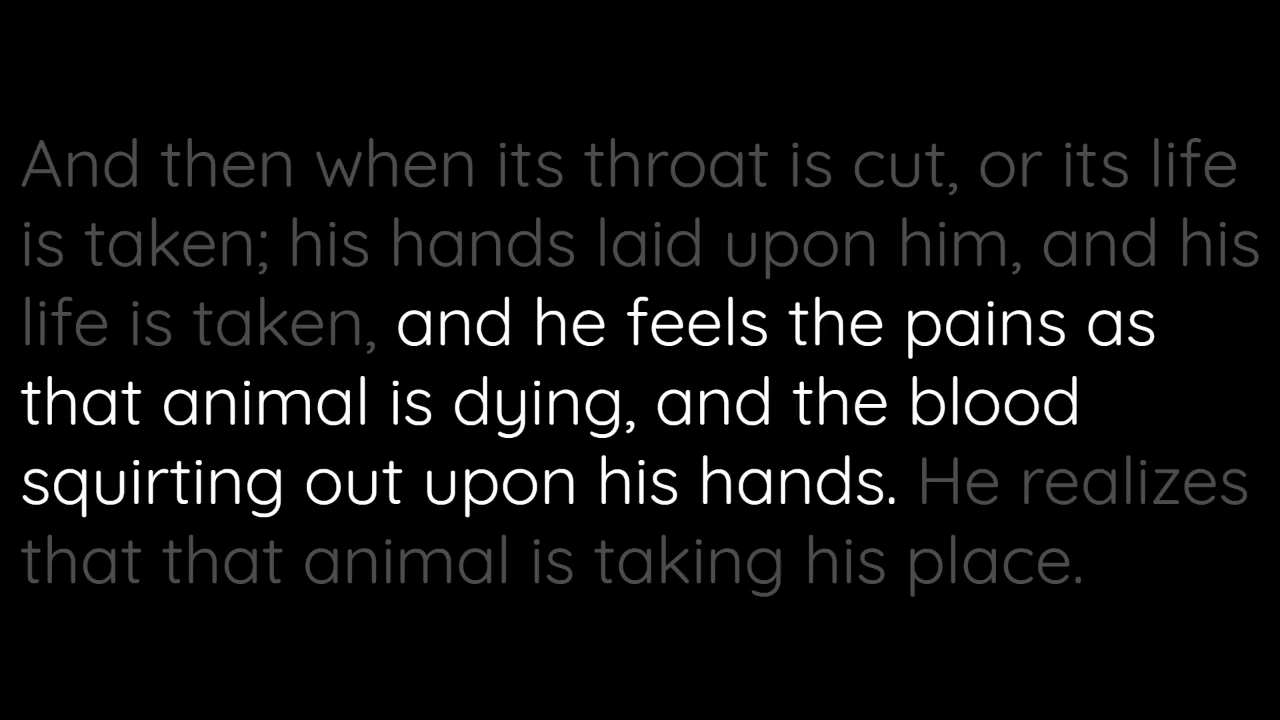 And then when its throat is cut, or its life
is taken; his hands laid upon him, and his
life is taken, and he feels the pains as
that animal is dying, and the blood
squirting out upon his hands. He realizes
that that animal is taking his place.